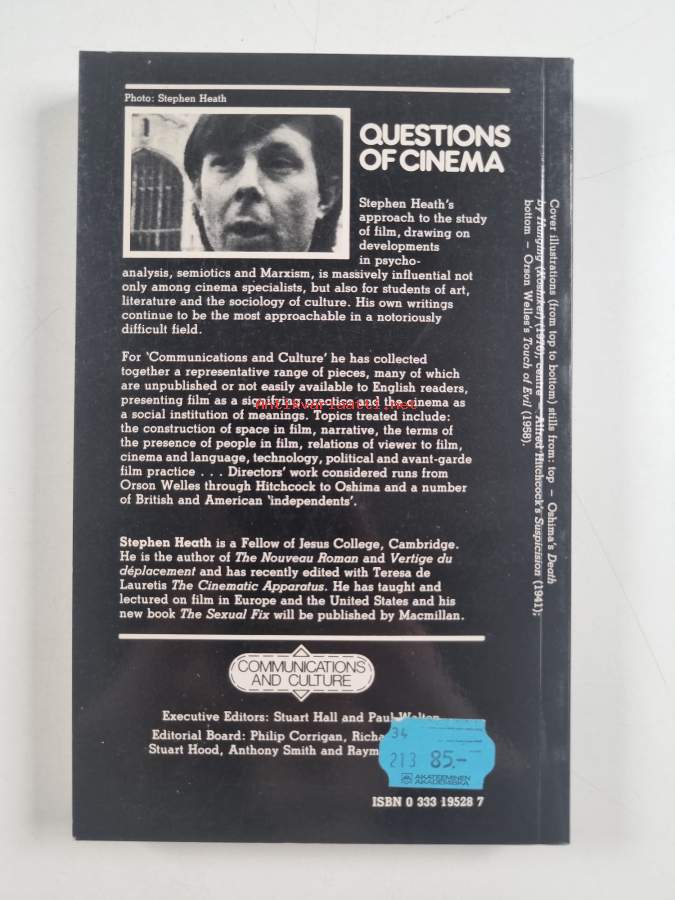 Photo: Stephen Heath
QUESTIONS
OF CINEMA
Stephen Heath's
approach to the study
of film, drawing on
developments
in psycho-
analysis, semiotics and Marxism, is massively influential not
only among cinema specialists, but also for students of art,
literature and the sociology of culture. His own writings
continue to be the most approachable in a notoriously
difficult field.
For 'Communications and Culture' he has collected
together a representative range of pieces, many of which
are unpublished or not easily available to English readers,
presenting film as a signifying practice and the cinema as
a social institution of meanings. Topics treated include:
the construction of space in film, narrative, the terms of
the presence of people in film, relations of viewer to film,
cinema and language, technology, political and avant-garde
film practice . . . Directors' work considered runs from
Orson Welles through Hitchcock to Oshima and a number
of British and American 'independents'.
Stephen Heath is a Fellow of Jesus College, Cambridge.
He is the author of The Nouveau Roman and Vertige du
déplacement and has recently edited with Teresa de
Lauretis The Cinematic Apparatus. He has taught and
lectured on film in Europe and the United States and his
new book The Sexual Fix will be published by Macmillan.
COMMUNICATIONS
AND CULTURE
Executive Editors: Stuart Hall and Paul Walton
Editorial Board: Philip Corrigan,
Stuart Hood, Anthony Smith and
34
213 85.-
AKATEEMINEN
AKADEMISKA
ISBN 0 333 19528 7
Cover illustrations (from top to bottom) stills from: top – Oshima's Death
by Hanging (Koshikei) (1976); centre – Alfred Hitchcock's Suspicision (1941);
bottom – Orson Welles's Touch of Evil (1958).
Antikvariaatti.net